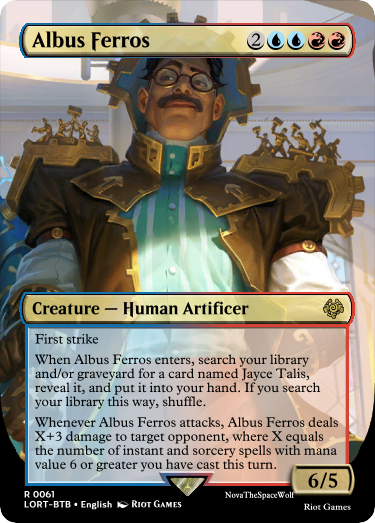 Albus Ferros 2
Creature — Human Artificer
First strike
When Albus Ferros enters, search your library
and/or graveyard for a card named Jayce Talis,
reveal it, and put it into your hand. If you search
your library this way, shuffle.
Whenever Albus Ferros attacks, Albus Ferros deals
X+3 damage to target opponent, where X equals
the number of instant and sorcery spells with mana
value 6 or greater you have cast this turn.
6/5
R 0061
LORT-BTB • English RIOT GAMES
NovaTheSpaceWolf
Riot Games